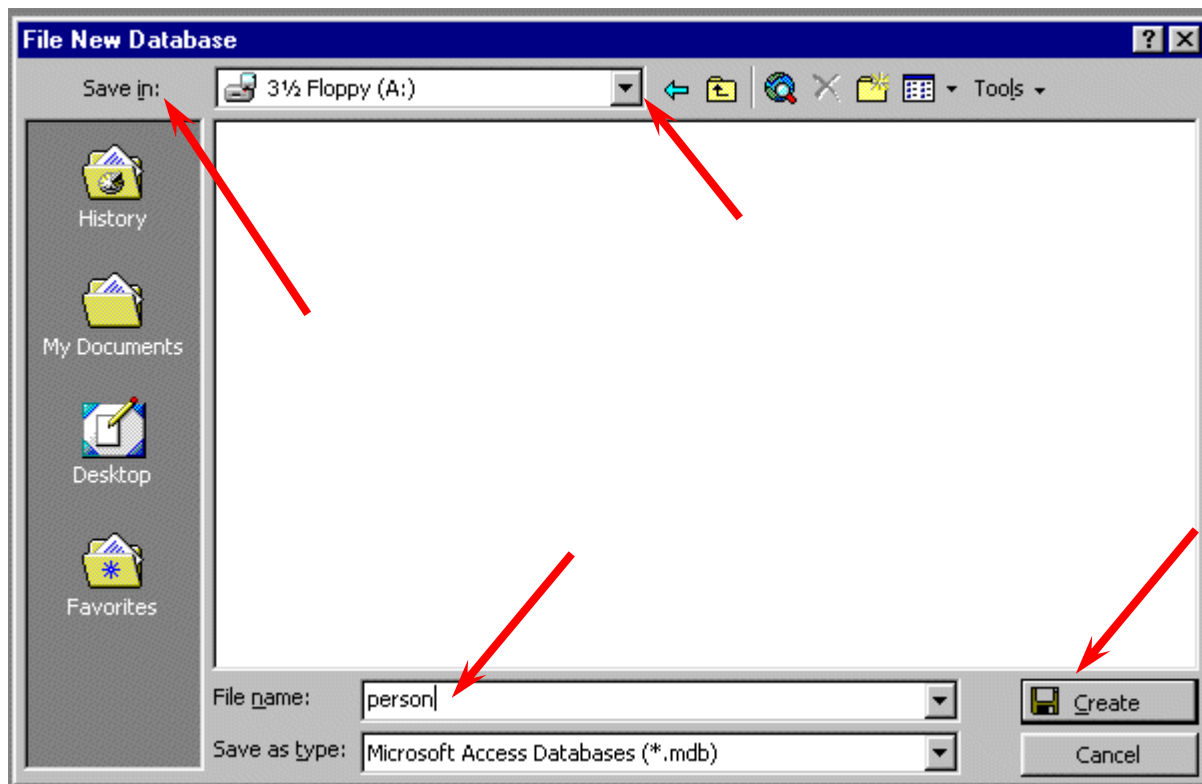 File New Database
Save in:
3½ Floppy (A:)
Tools
History
My Documents
Desktop
Favorites
File name:
person
Create
Save as type:
Microsoft Access Databases (*.mdb)
Cancel